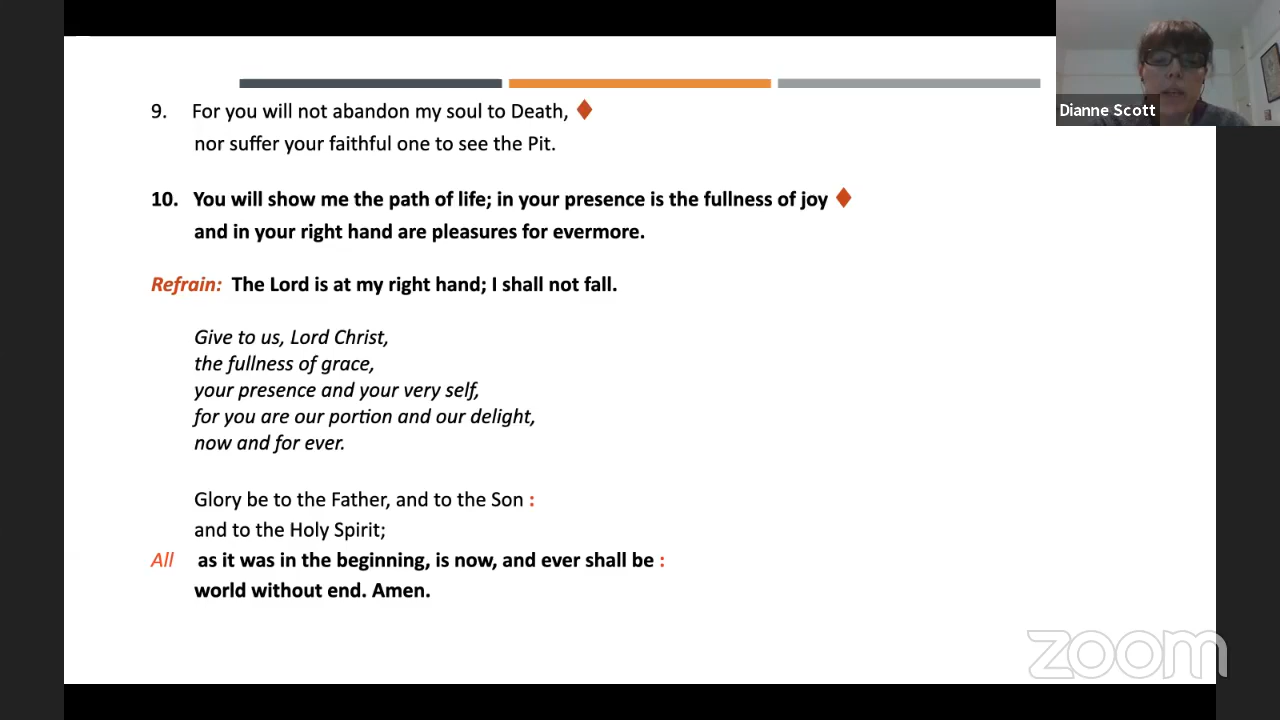 9. For you will not abandon my soul to Death, ♦
nor suffer your faithful one to see the Pit.
10. You will show me the path of life; in your presence is the fullness of joy ♦
and in your right hand are pleasures for evermore.
Refrain: The Lord is at my right hand; I shall not fall.
Give to us, Lord Christ,
the fullness of grace,
your presence and your very self,
for you are our portion and our delight,
now and for ever.
Glory be to the Father, and to the Son :
and to the Holy Spirit;
All as it was in the beginning, is now, and ever shall be :
world without end. Amen.
Dianne Scott
zoom